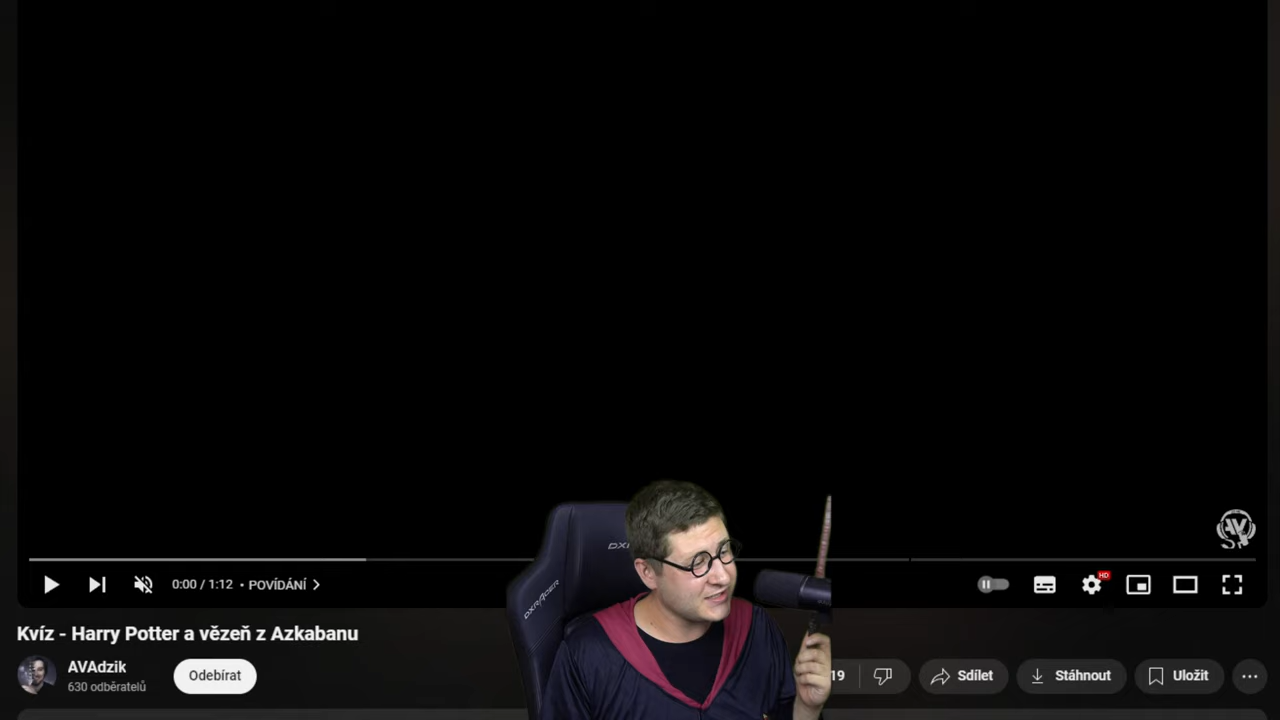 0:00 / 1:12 • POVÍDÁNÍ
HD
Kvíz - Harry Potter a vězeň z Azkabanu
AVAdzik
630 odběratelů
Odebírat
19
Sdílet
Stáhnout
Uložit
DXRACER